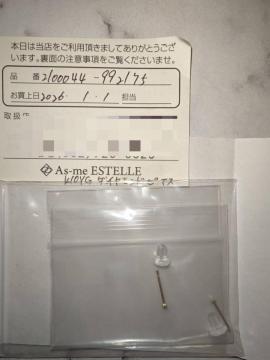 本日は当店をご利用頂きましてありがとうござい
ます。裏面の注意事項をご覧くださいませ。
品番 2100044-992175
お買上日 2026・1・1 担当
取扱
As-me ESTELLE
K10YG ダイヤモンドピアス